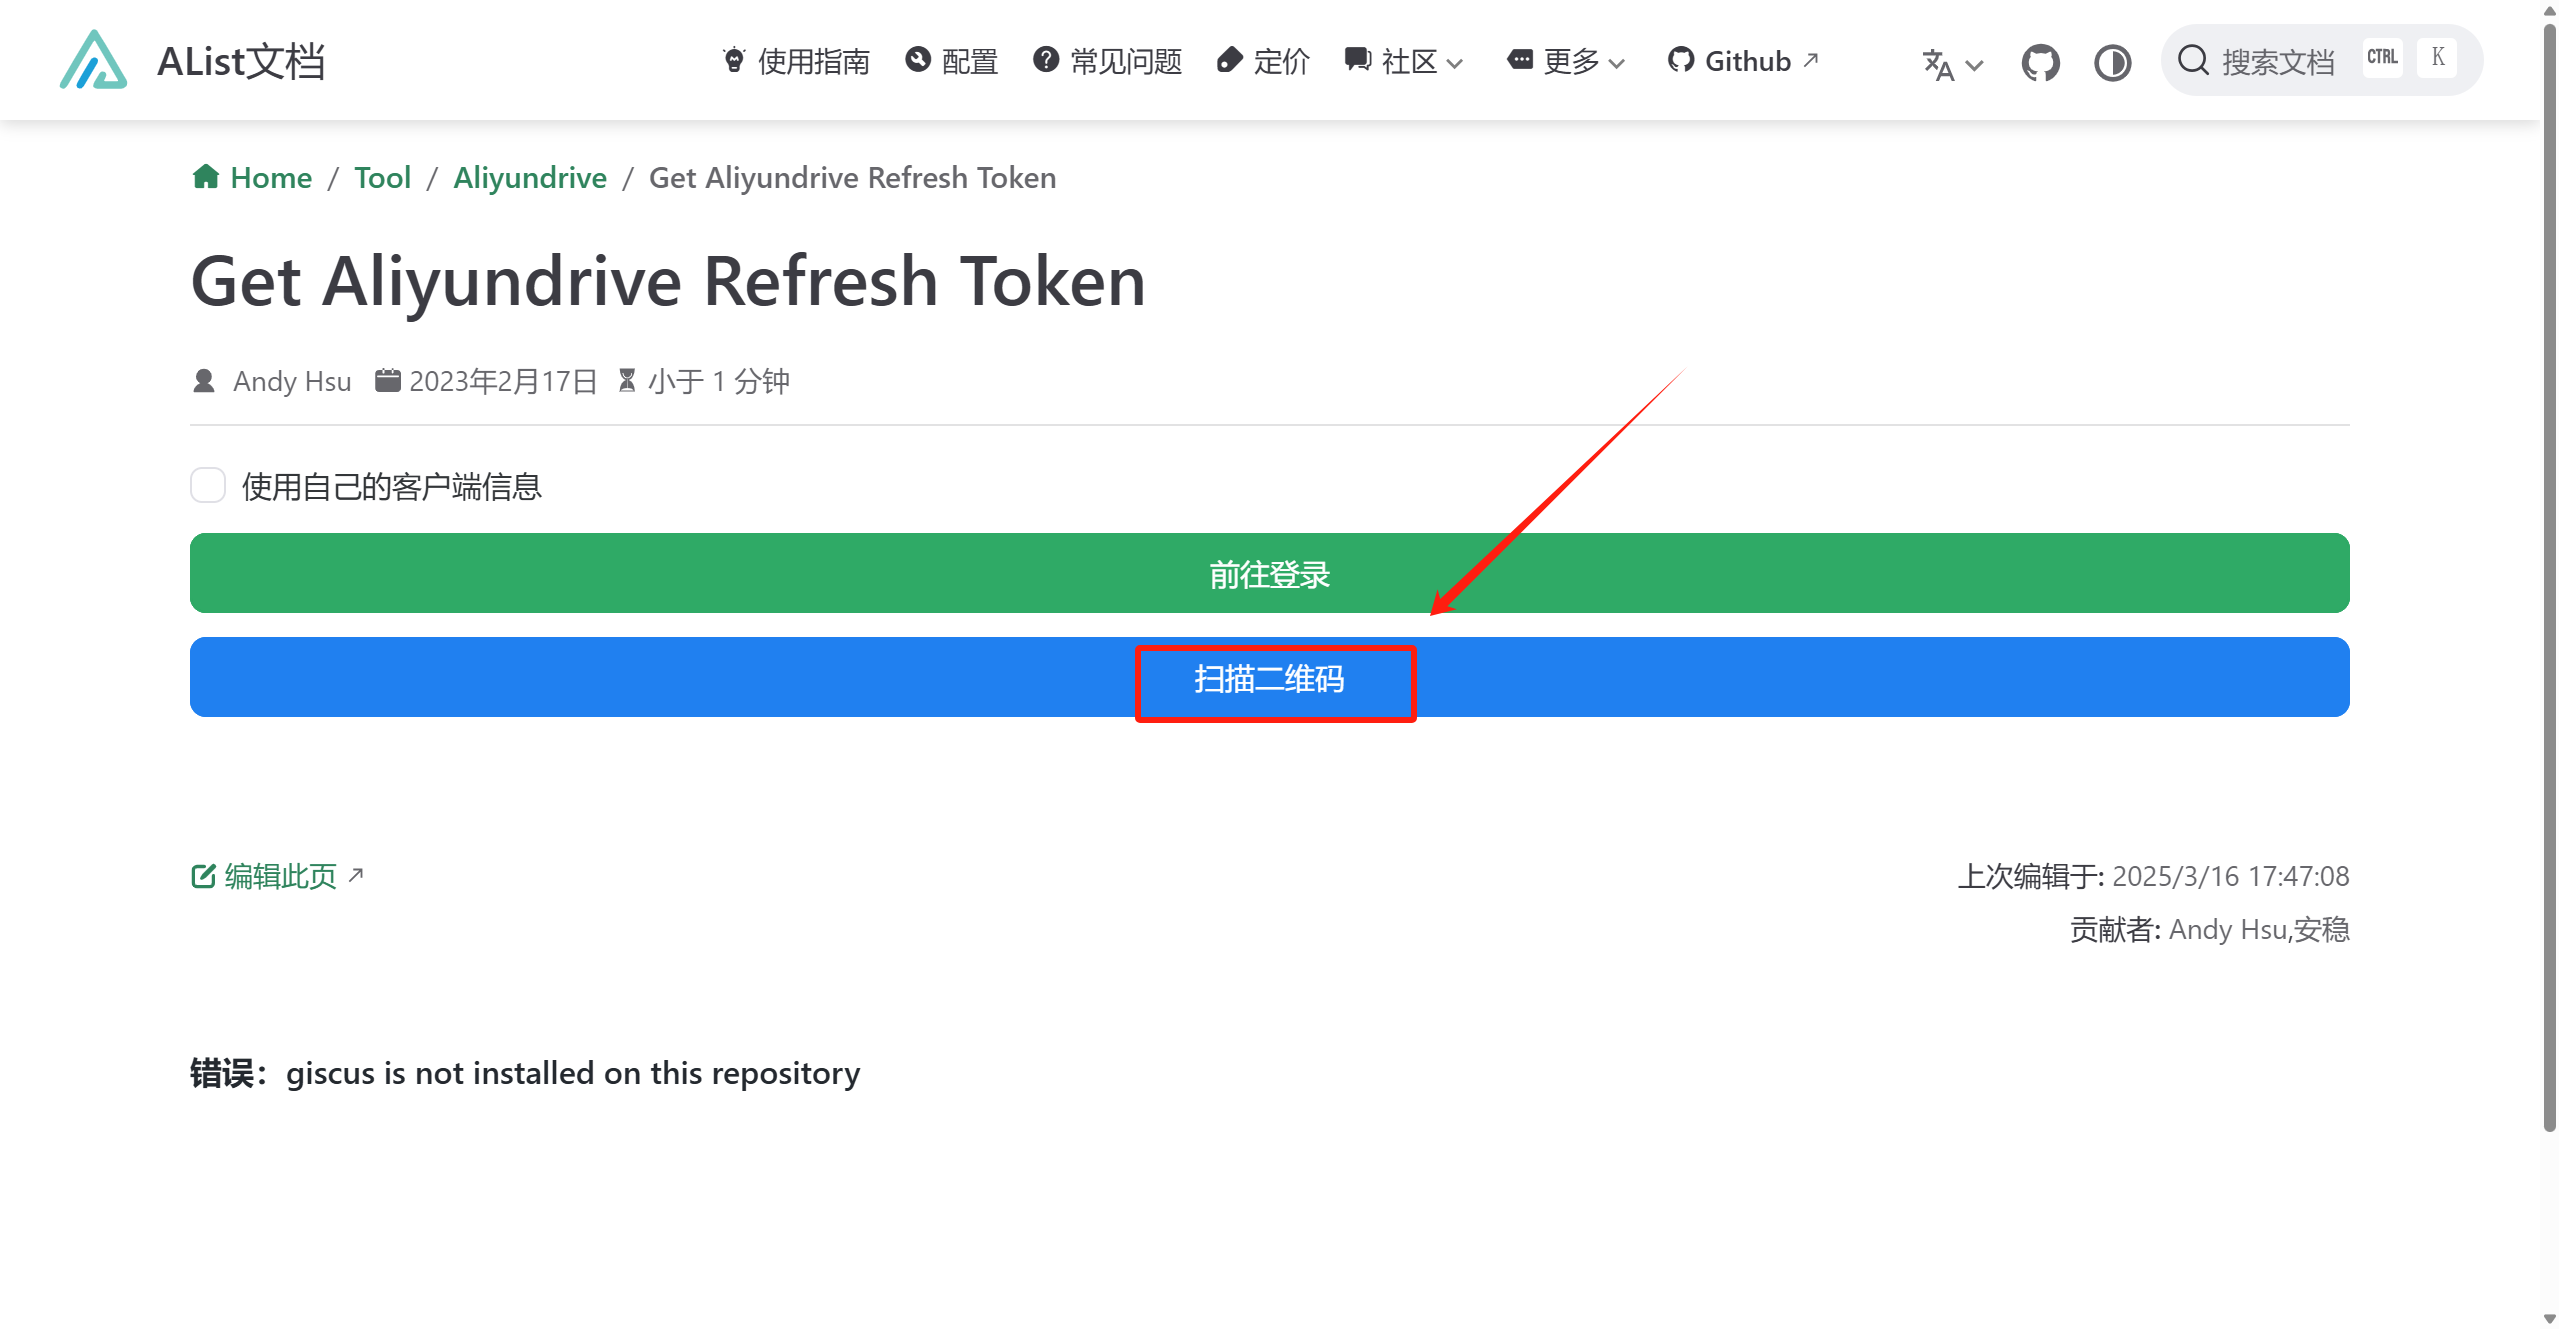 AList文档
使用指南 配置 常见问题 定价 社区 更多 Github 搜索文档 CTRL K
Home / Tool / Aliyundrive / Get Aliyundrive Refresh Token
Get Aliyundrive Refresh Token
Andy Hsu 2023年2月17日 小于 1 分钟
使用自己的客户端信息
前往登录
扫描二维码
编辑此页
上次编辑于: 2025/3/16 17:47:08
贡献者: Andy Hsu,安稳
错误：giscus is not installed on this repository